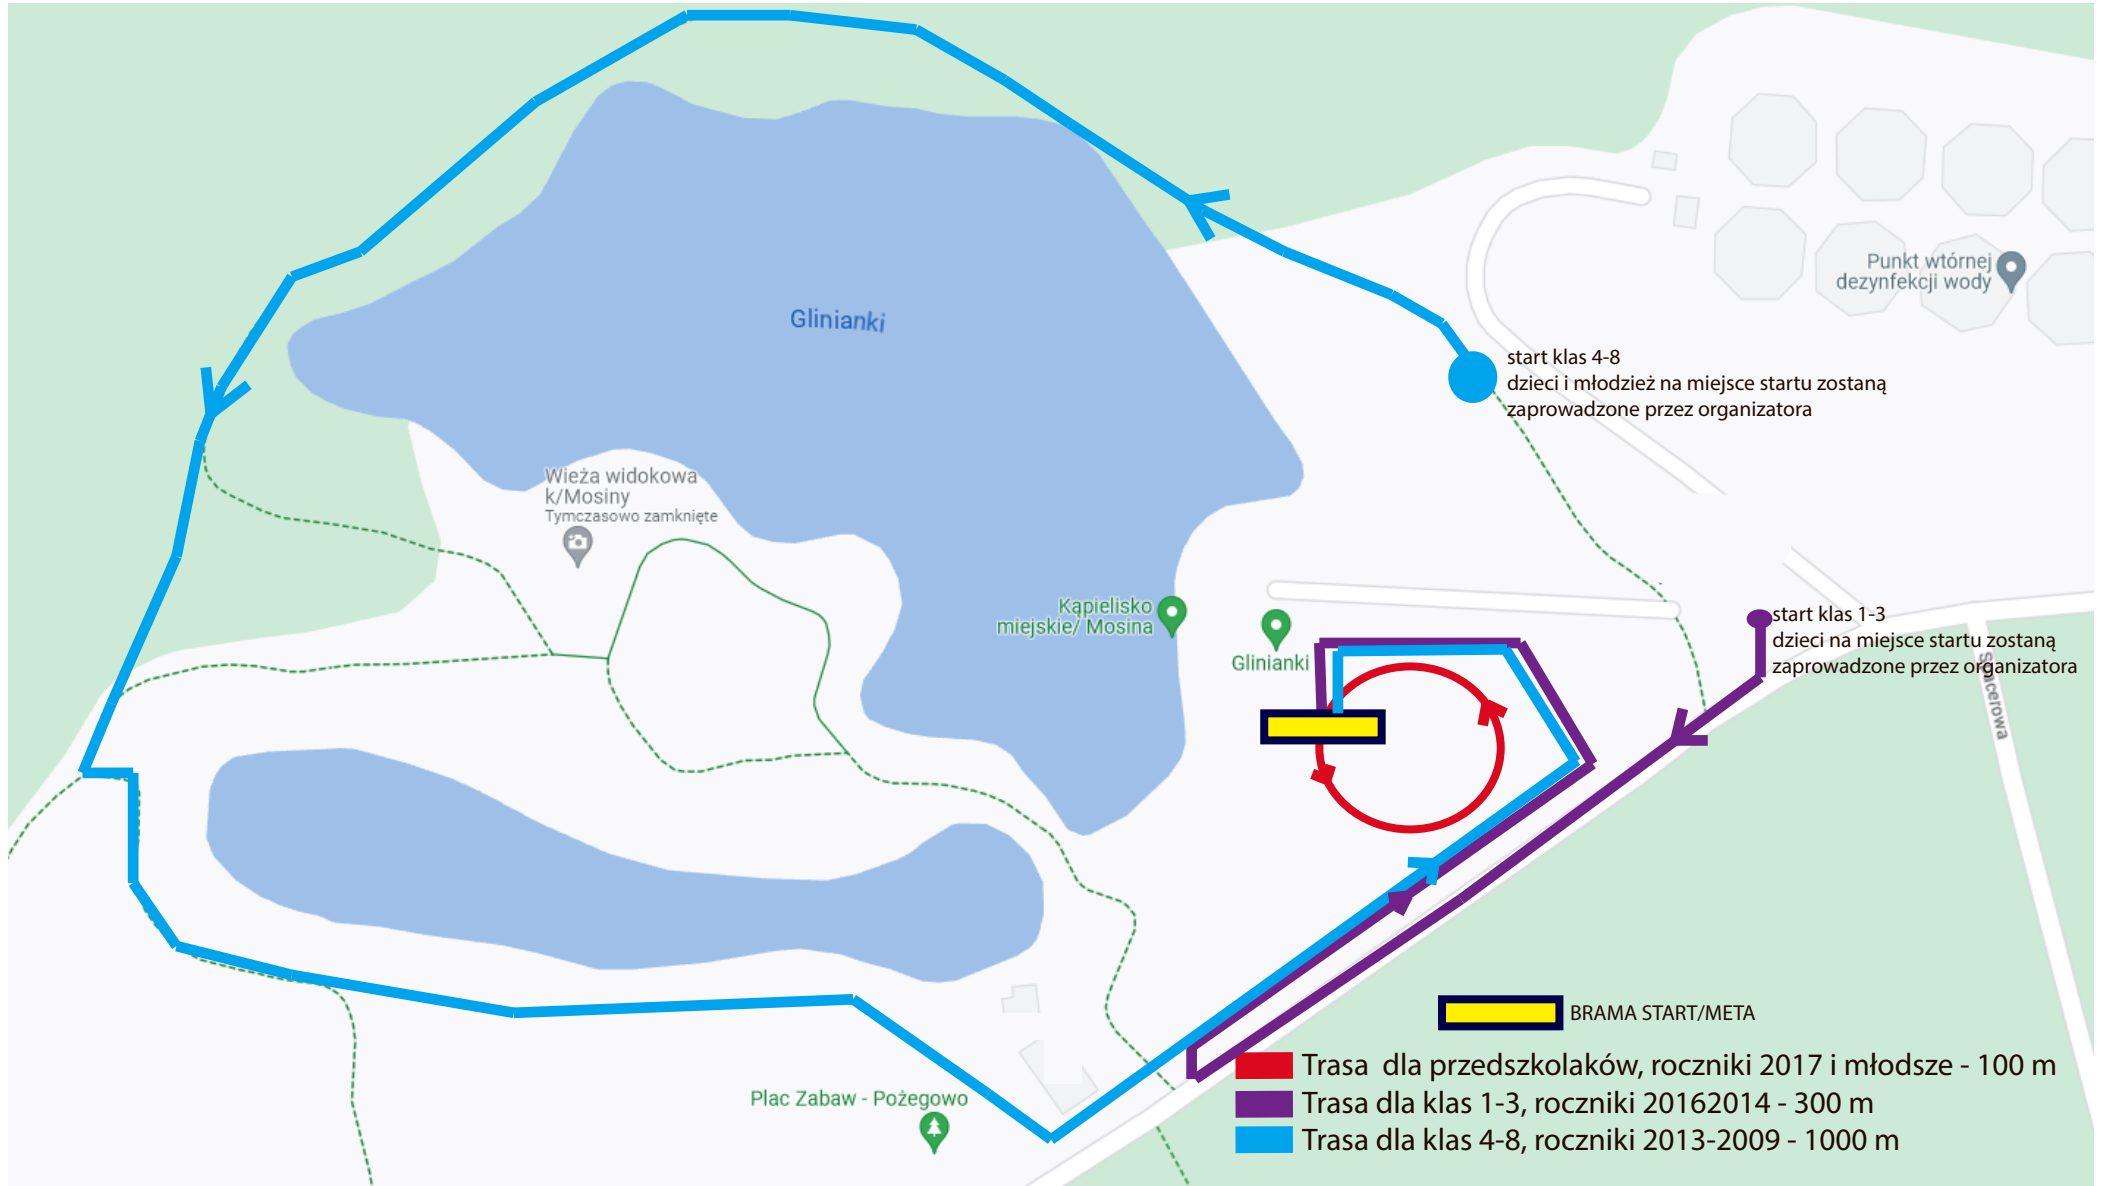 Glinianki
Punkt wtórnej
dezynfekcji wody
start klas 4-8
dzieci i młodzież na miejsce startu zostaną
zaprowadzone przez organizatora
Wieża widokowa
k/Mosiny
Tymczasowo zamknięte
Kąpielisko
miejskie/ Mosina
Glinianki
start klas 1-3
dzieci na miejsce startu zostaną
zaprowadzone przez organizatora
Spacerowa
Plac Zabaw - Pożegowo
BRAMA START/META
Trasa dla przedszkolaków, roczniki 2017 i młodsze - 100 m
Trasa dla klas 1-3, roczniki 20162014 - 300 m
Trasa dla klas 4-8, roczniki 2013-2009 - 1000 m